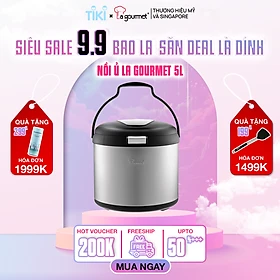 TIKI La gourmet THƯƠNG HIỆU MỸ VÀ SINGAPORE
SIÊU SALE 9.9 BAO LA SĂN DEAL LÀ DÍNH
NỒI Ủ LA GOURMET 5L
QUÀ TẶNG
HÓA ĐƠN
1999K
QUÀ TẶNG
HÓA ĐƠN
1499K
HOT VOUCHER
200K
FREESHIP
FREE
UPTO
50
MUA NGAY